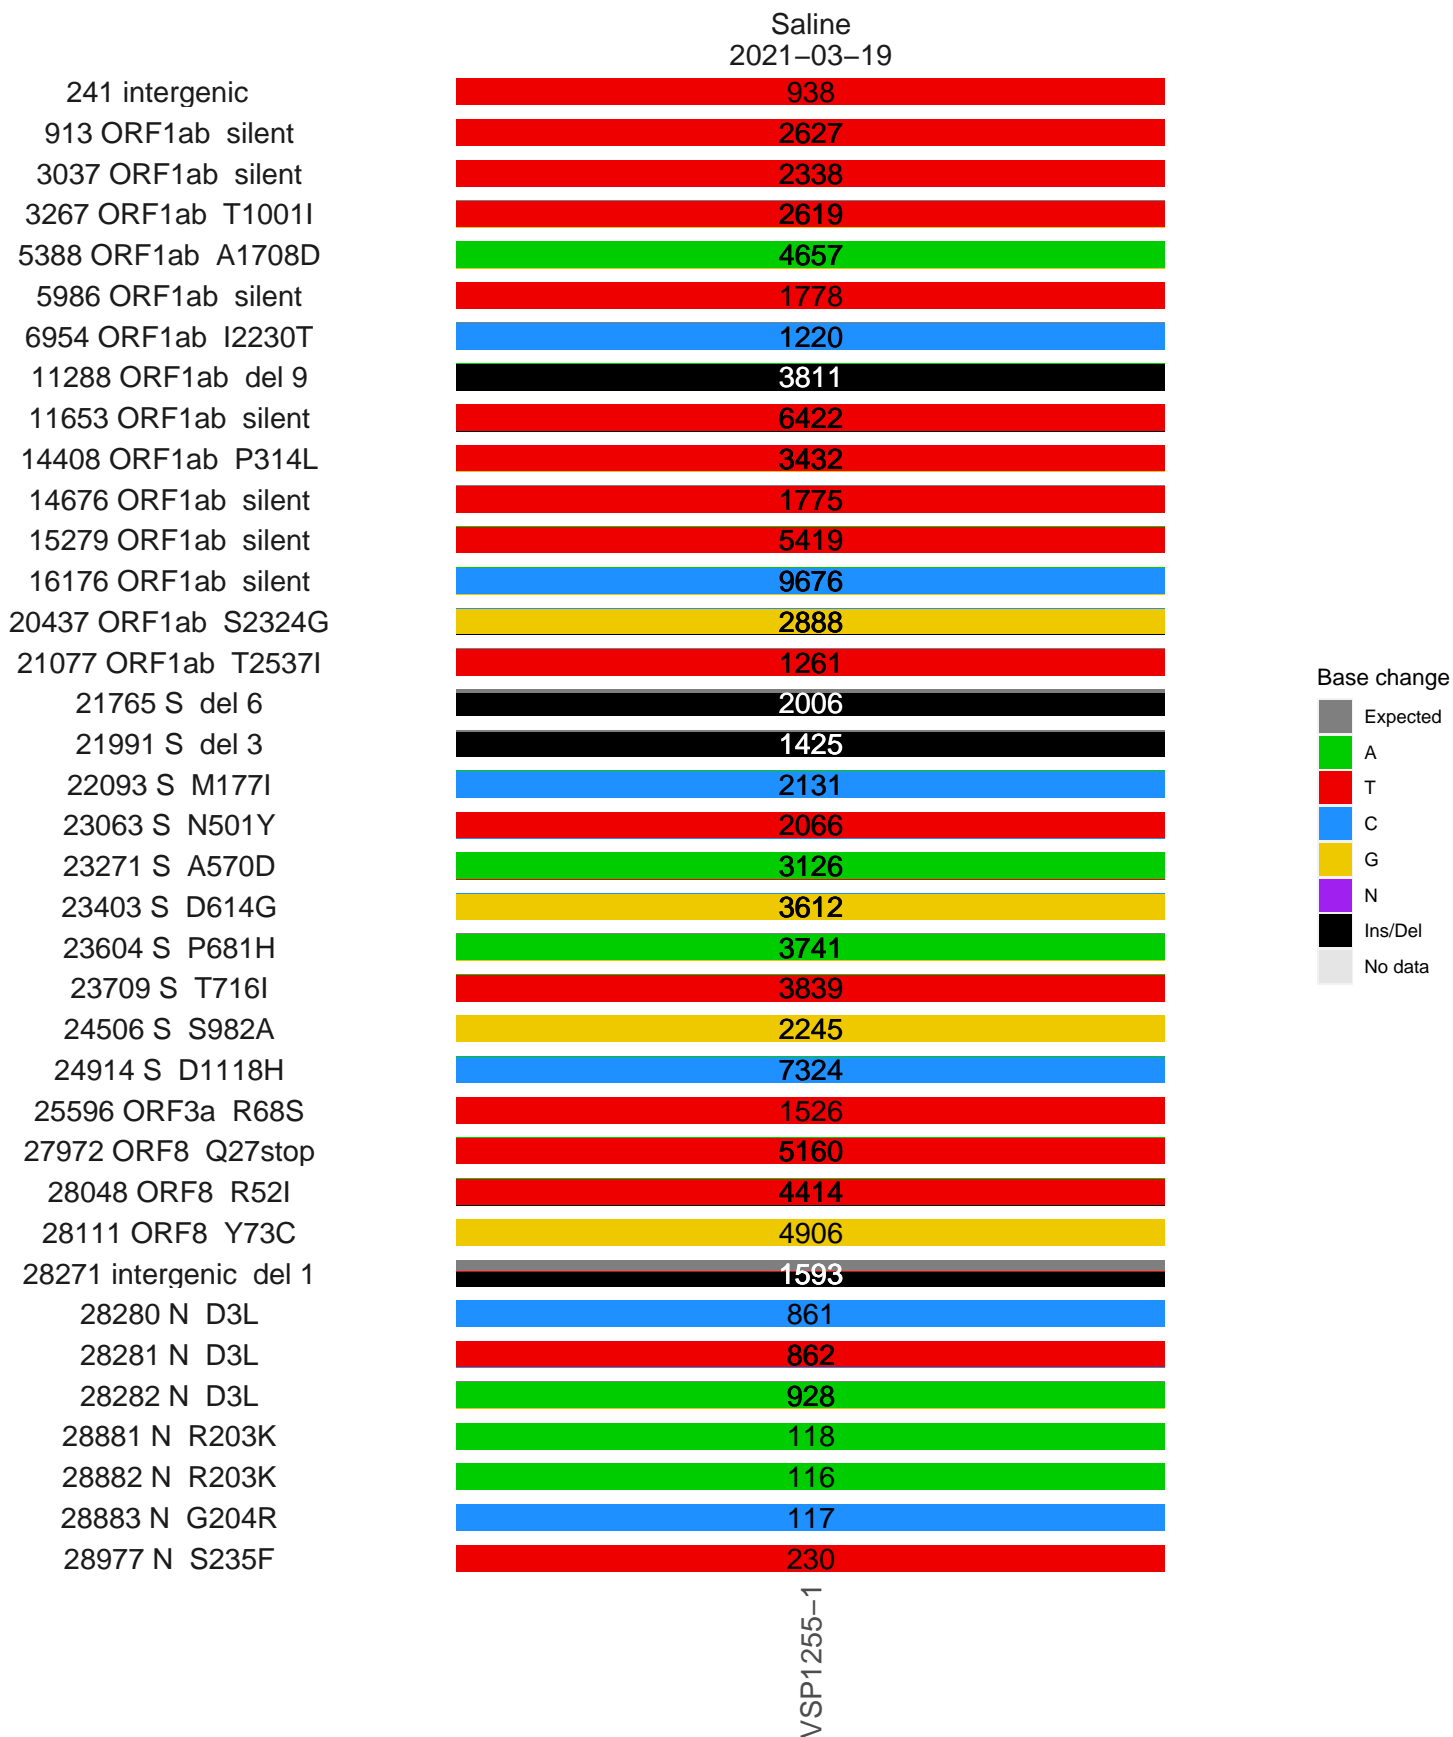 Saline
2021−03−19
241 intergenic 938
913 ORF1ab silent 2627
3037 ORF1ab silent 2338
3267 ORF1ab T1001I 2619
5388 ORF1ab A1708D 4657
5986 ORF1ab silent 1778
6954 ORF1ab I2230T 1220
11288 ORF1ab del 9 3811
11653 ORF1ab silent 6422
14408 ORF1ab P314L 3432
14676 ORF1ab silent 1775
15279 ORF1ab silent 5419
16176 ORF1ab silent 9676
20437 ORF1ab S2324G 2888
21077 ORF1ab T2537I 1261
21765 S del 6 2006
21991 S del 3 1425
22093 S M177I 2131
23063 S N501Y 2066
23271 S A570D 3126
23403 S D614G 3612
23604 S P681H 3741
23709 S T716I 3839
24506 S S982A 2245
24914 S D1118H 7324
25596 ORF3a R68S 1526
27972 ORF8 Q27stop 5160
28048 ORF8 R52I 4414
28111 ORF8 Y73C 4906
28271 intergenic del 1 1593
28280 N D3L 861
28281 N D3L 862
28282 N D3L 928
28881 N R203K 118
28882 N R203K 116
28883 N G204R 117
28977 N S235F 230
VSP1255−1
Base change
Expected
A
T
C
G
N
Ins/Del
No data